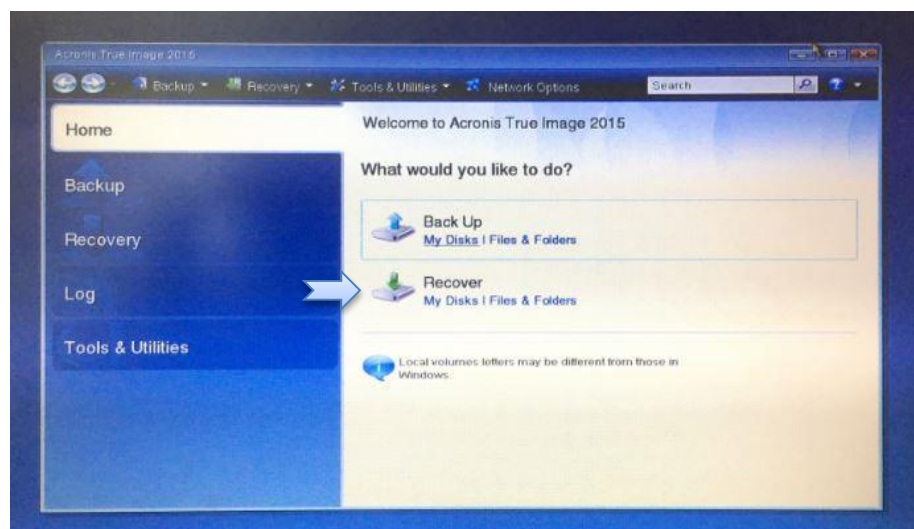 Acronis True Image 2015
Backup
Recovery
Tools & Utilities
Network Options
Search
Home
Backup
Recovery
Log
Tools & Utilities
Welcome to Acronis True Image 2015
What would you like to do?
Back Up
My Disks | Files & Folders
Recover
My Disks | Files & Folders
Local volumes letters may be different from those in
Windows.